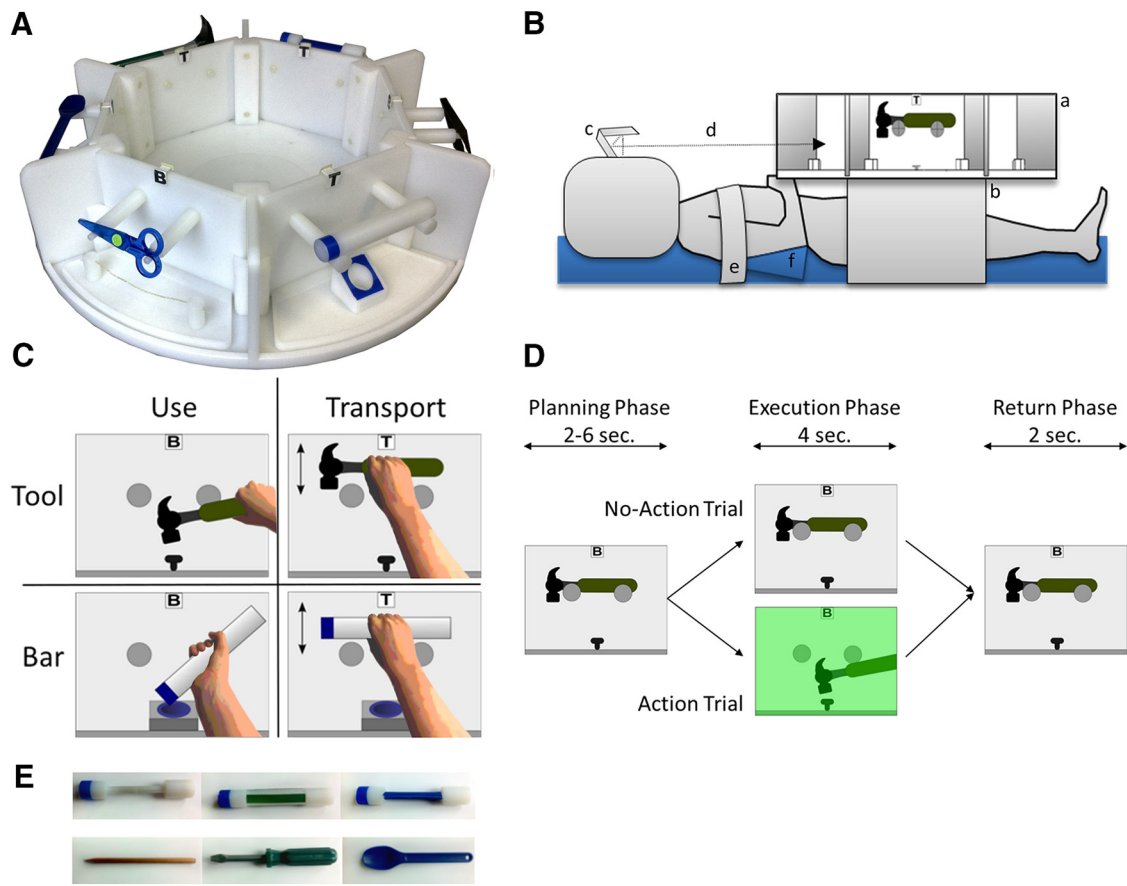 A
T
T
B
T
B
a
T
c
d
b
e
f
C
Use
Transport
B
T
Tool
B
T
Bar
D
Planning Phase
Execution Phase
Return Phase
2-6 sec.
4 sec.
2 sec.
No-Action Trial
B
B
B
Action Trial
B
E